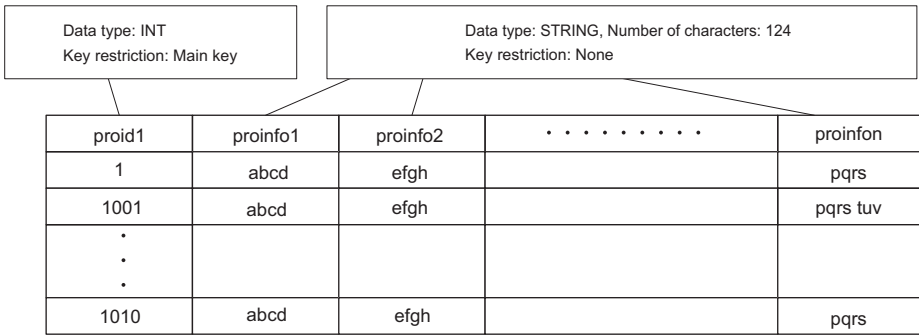 Data type: INT
Key restriction: Main key
Data type: STRING, Number of characters: 124
Key restriction: None
proid1 proinfo1 proinfo2 · · · · · · · · · proinfon
1 abcd efgh pqrs
1001 abcd efgh pqrs tuv
·
·
·
1010 abcd efgh pqrs